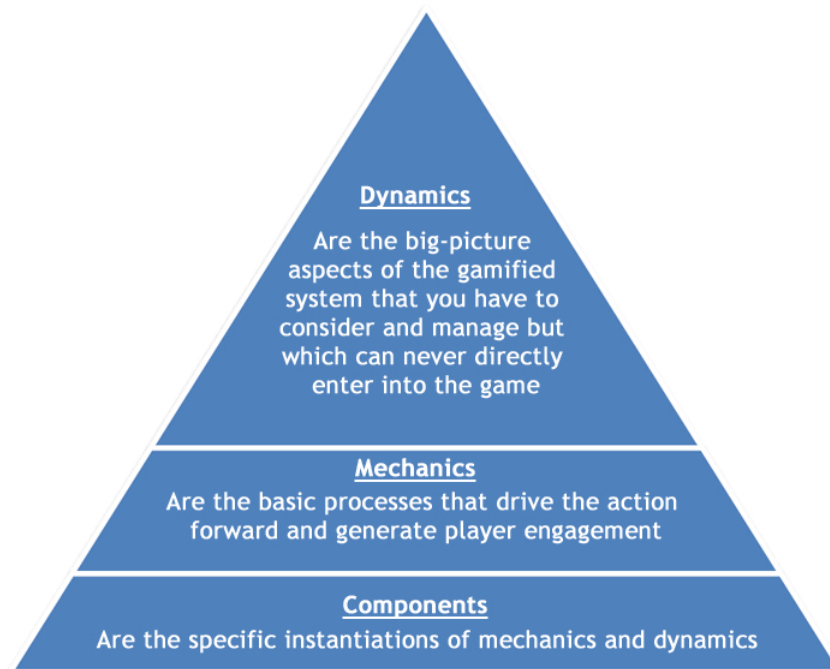 Dynamics
Are the big-picture
aspects of the gamified
system that you have to
consider and manage but
which can never directly
enter into the game
Mechanics
Are the basic processes that drive the action
forward and generate player engagement
Components
Are the specific instantiations of mechanics and dynamics